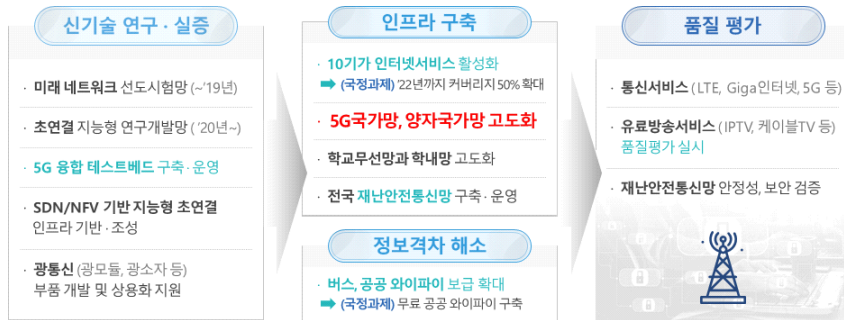 신기술 연구 · 실증
· 미래 네트워크 선도시험망 (~'19년)
· 초연결 지능형 연구개발망 ( '20년~)
· 5G 융합 테스트베드 구축 · 운영
· SDN/NFV 기반 지능형 초연결
인프라 기반 · 조성
· 광통신 (광모듈, 광소자 등)
부품 개발 및 상용화 지원
인프라 구축
· 10기가 인터넷서비스 활성화
➡ (국정과제) '22년까지 커버리지 50% 확대
· 5G국가망, 양자국가망 고도화
· 학교무선망과 학내망 고도화
· 전국 재난안전통신망 구축 · 운영
정보격차 해소
· 버스, 공공 와이파이 보급 확대
➡ (국정과제) 무료 공공 와이파이 구축
품질 평가
· 통신서비스 ( LTE, Giga인터넷, 5G 등)
· 유료방송서비스 ( IPTV, 케이블TV 등)
품질평가 실시
· 재난안전통신망 안정성, 보안 검증